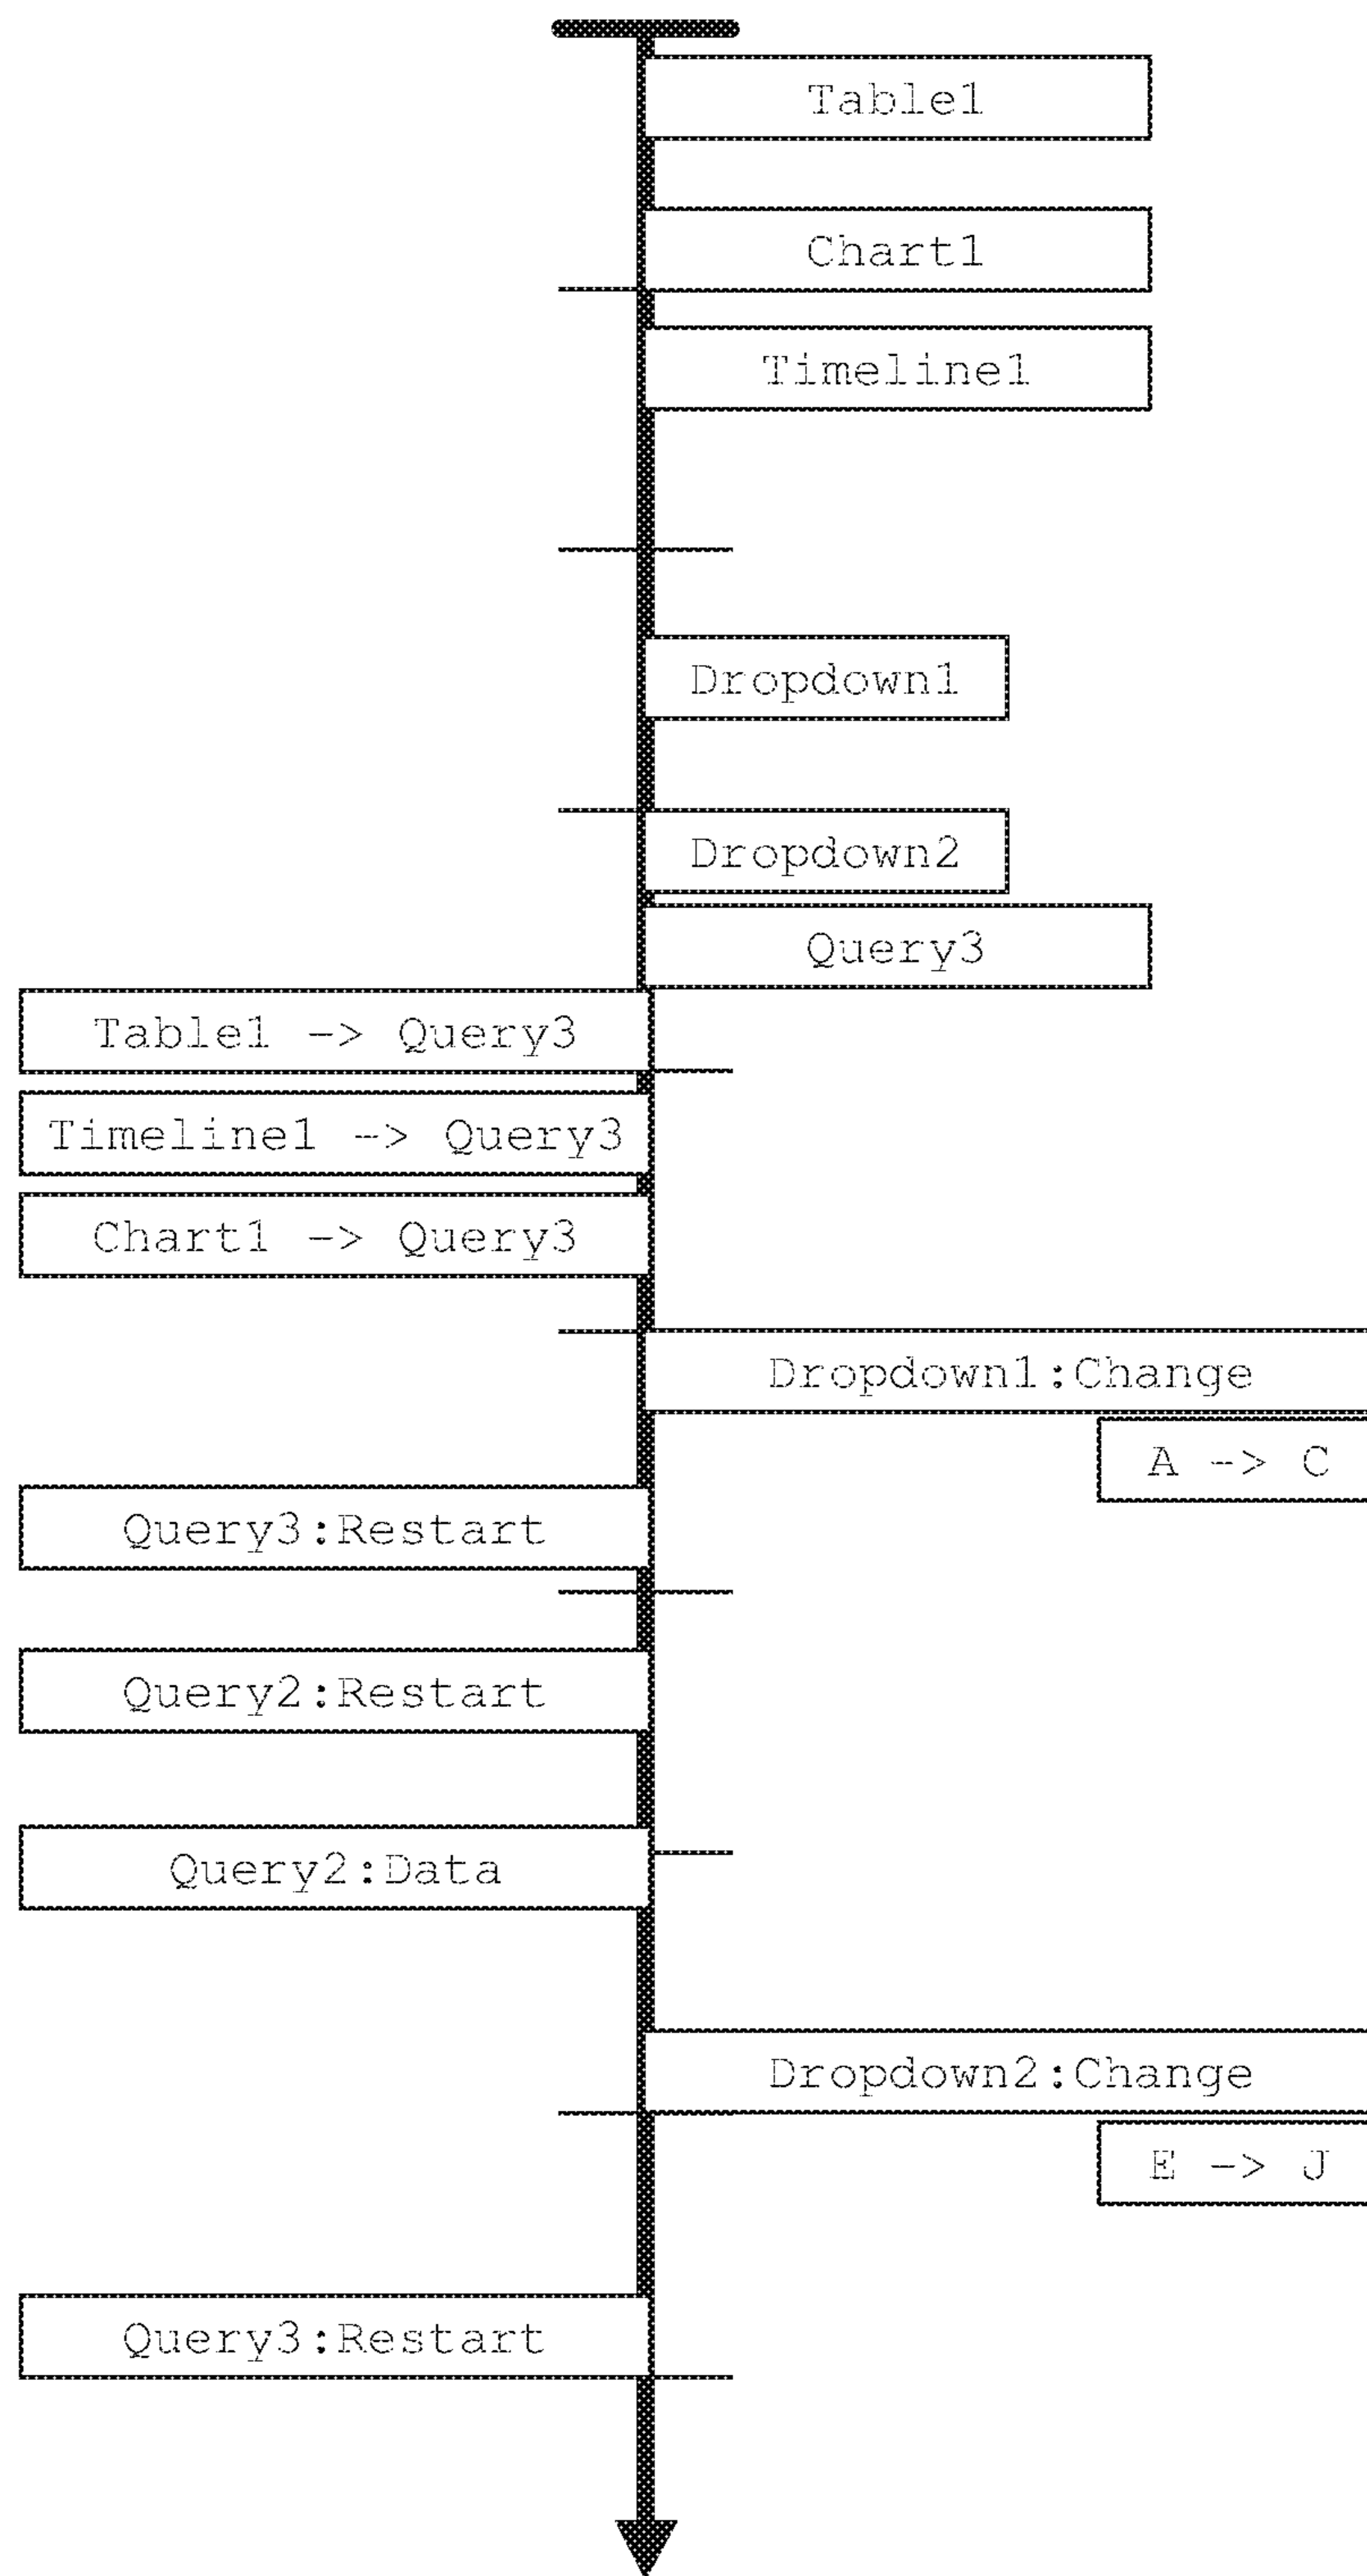 Table1
Chart1
Timeline1
Dropdown1
Dropdown2
Query3
Table1 -> Query3
Timeline1 -> Query3
Chart1 -> Query3
Dropdown1:Change
A -> C
Query3:Restart
Query2:Restart
Query2:Data
Dropdown2:Change
E -> J
Query3:Restart